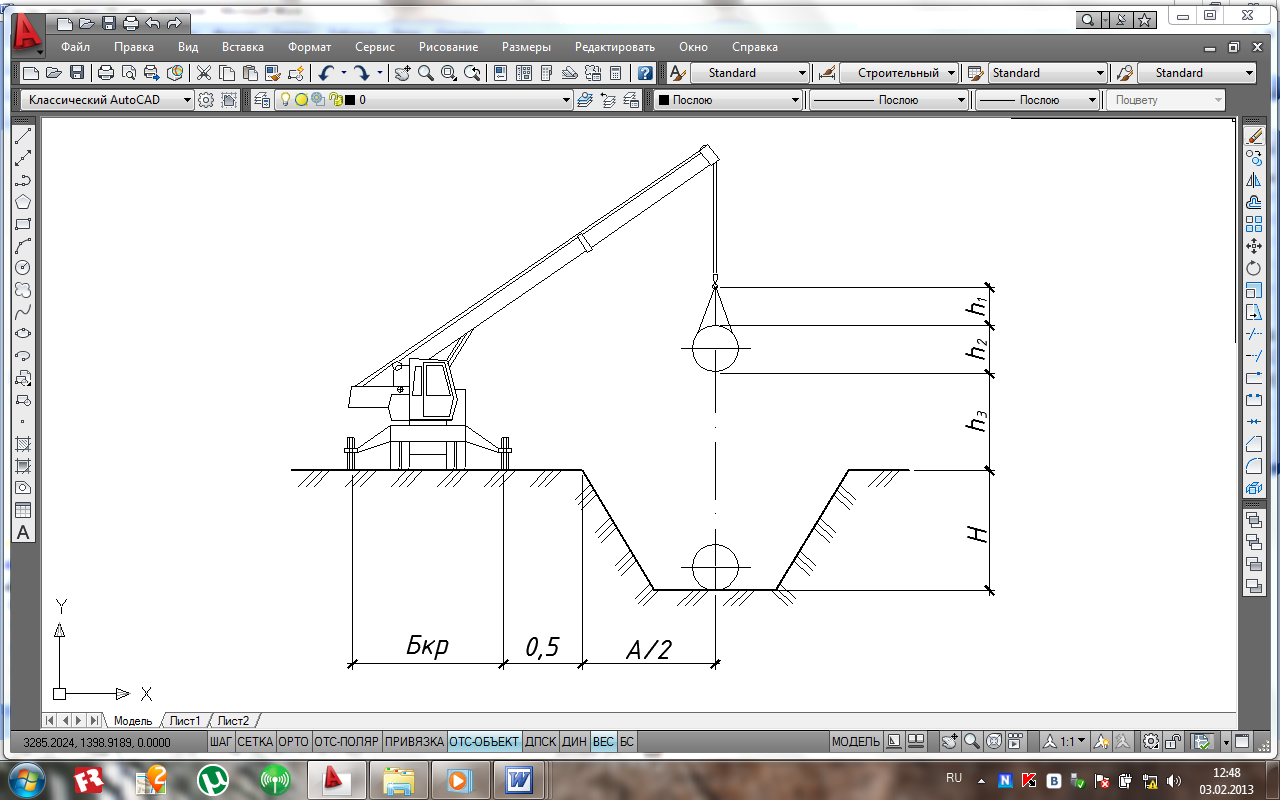 Файл Правка Вид Вставка Формат Сервис Рисование Размеры Редактировать Окно Справка
Standard Строительный Standard Standard
Классический AutoCAD 0 Послою Послою Послою Поцвету
h1
h2
h3
H
Бкр 0,5 А/2
Y
X
Модель Лист1 Лист2
3285.2024, 1398.9189, 0.0000 ШАГ СЕТКА ОРТО ОТС-ПОЛЯР ПРИВЯЗКА ОТС-ОБЪЕКТ ДПСК ДИН ВЕС БС МОДЕЛЬ 1:1
RU 12:48
03.02.2013